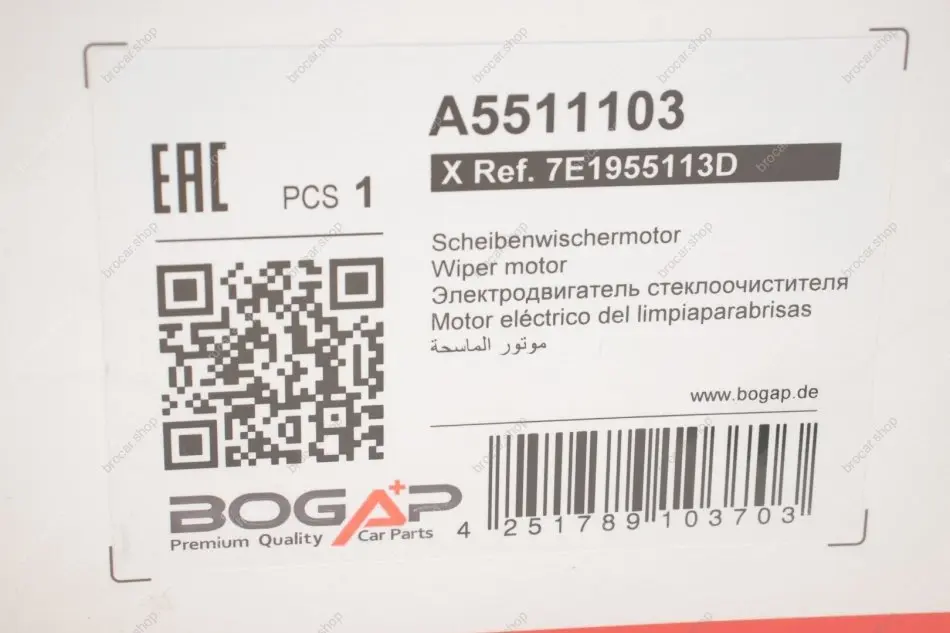 A5511103
X Ref. 7E1955113D
EAC
PCS 1
Scheibenwischermotor
Wiper motor
Электродвигатель стеклоочистителя
Motor eléctrico del limpiaparabrisas
موتور الماسحة
www.bogap.de
BOGAP
Premium Quality Car Parts
4 251789 103703
brocar.shop